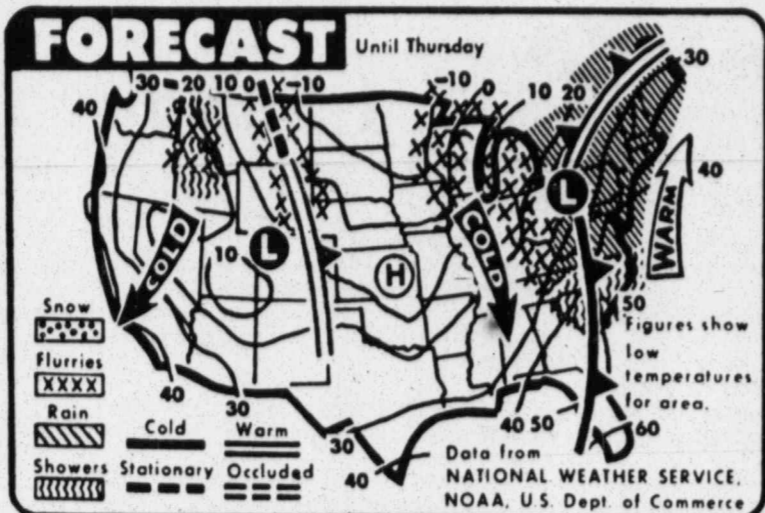 FORECAST
Until Thursday
40 30 -20 10 0 -10 -10 0 10 20 30
40
WARM
L
L
COLD
COLD
10
H
50
Snow
Flurries
Rain
Showers
Cold
Warm
Stationary
Occluded
40
30
30
40
40 50 60
Figures show
low
temperatures
for area.
Data from
NATIONAL WEATHER SERVICE,
NOAA, U.S. Dept. of Commerce